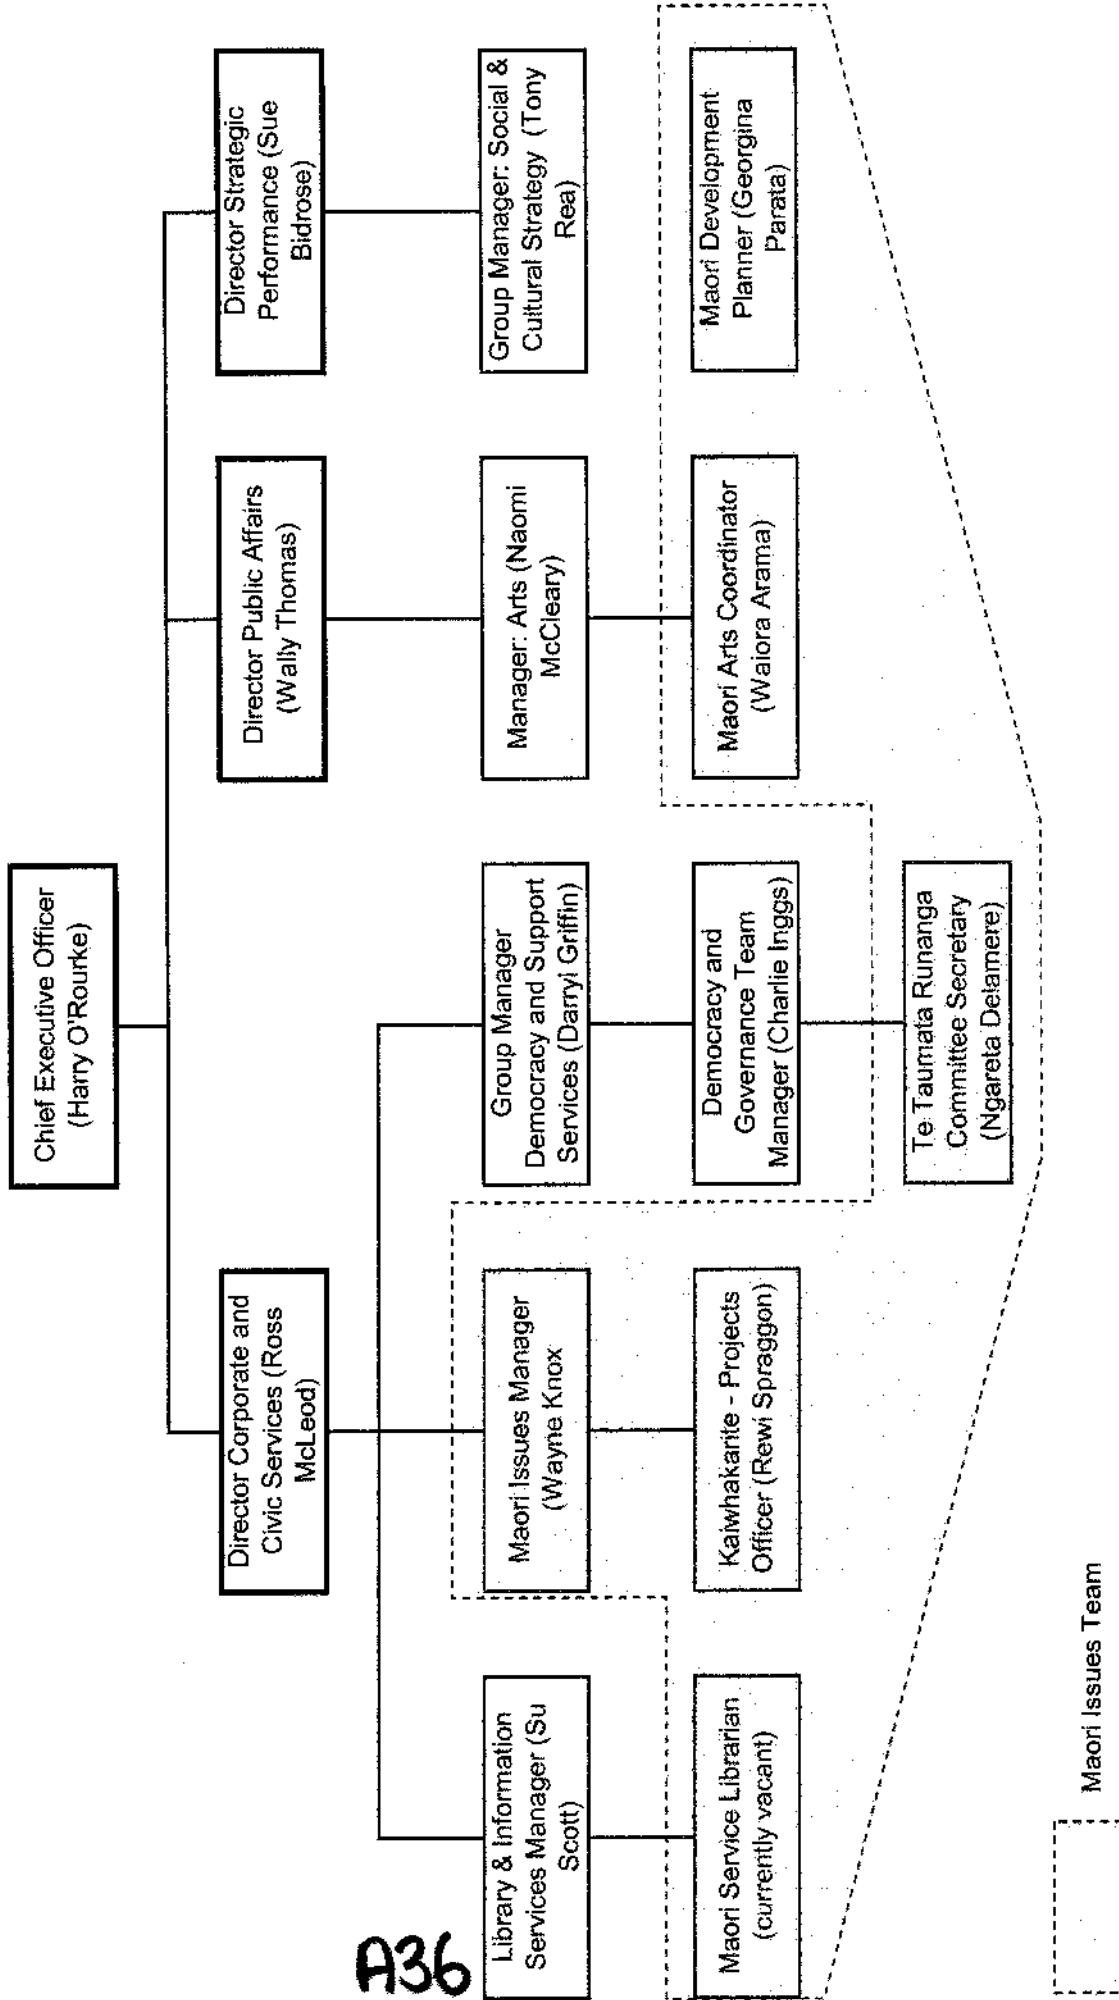 Chief Executive Officer
(Harry O'Rourke)
Director Corporate and
Civic Services (Ross
McLeod)
Director Public Affairs
(Wally Thomas)
Director Strategic
Performance (Sue
Bidrose)
Library & Information
Services Manager (Su
Scott)
Maori Issues Manager
(Wayne Knox)
Group Manager
Democracy and Support
Services (Darryl Griffin)
Manager: Arts (Naomi
McCleary)
Group Manager: Social &
Cultural Strategy (Tony
Rea)
Maori Service Librarian
(currently vacant)
Kaiwhakarite - Projects
Officer (Rewi Spraggon)
Democracy and
Governance Team
Manager (Charlie Inggs)
Maori Arts Coordinator
(Waiora Arama)
Maori Development
Planner (Georgina
Parata)
Te Taumata Runanga
Committee Secretary
(Ngareta Delamere)
Maori Issues Team
A36